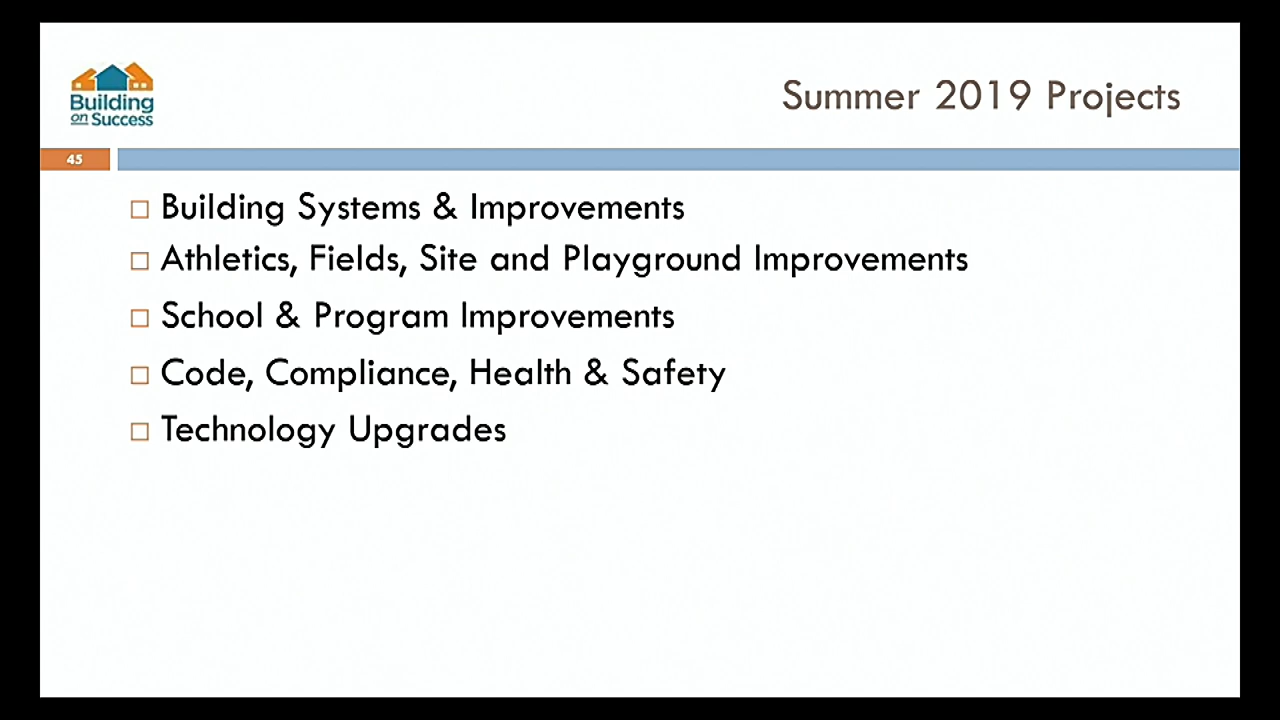 Building
on Success
Summer 2019 Projects
45
Building Systems & Improvements
Athletics, Fields, Site and Playground Improvements
School & Program Improvements
Code, Compliance, Health & Safety
Technology Upgrades